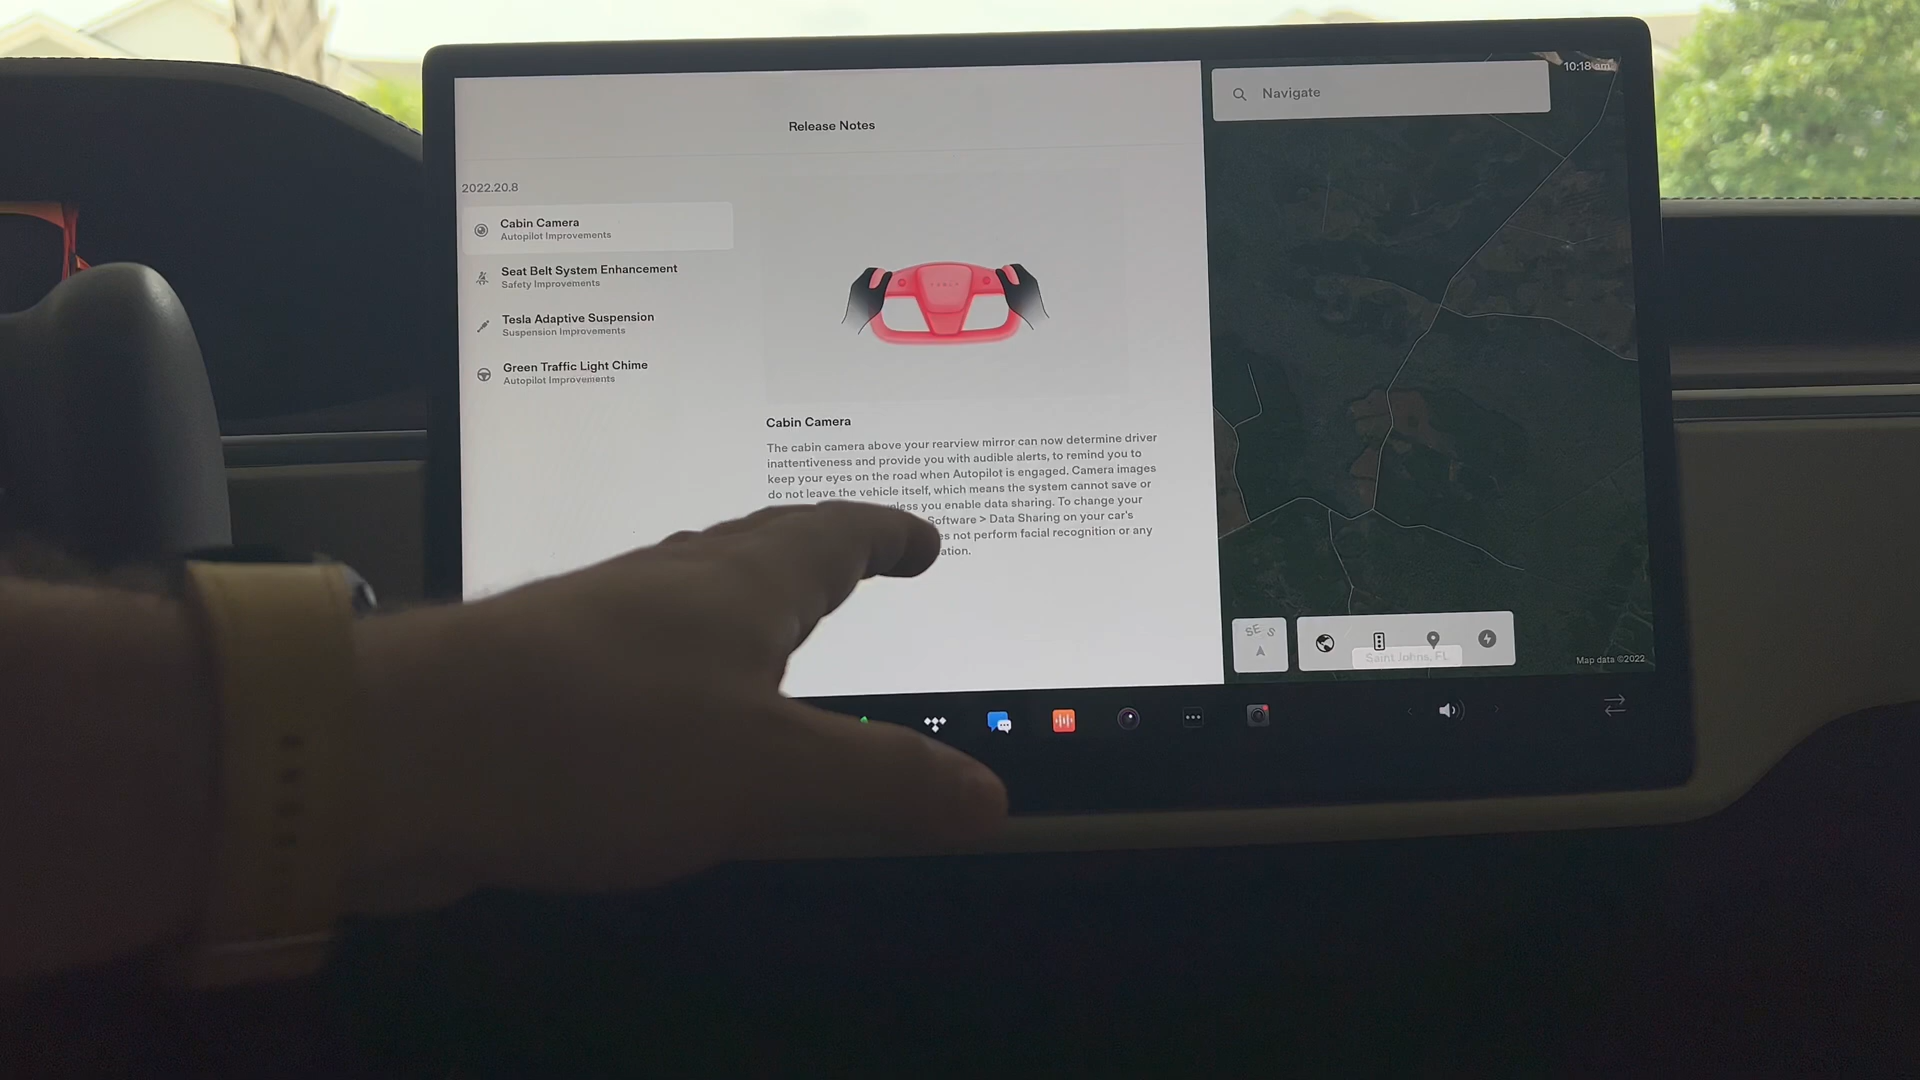 10:18 am
Navigate
Release Notes
2022.20.8
Cabin Camera
Autopilot Improvements
Seat Belt System Enhancement
Safety Improvements
Tesla Adaptive Suspension
Suspension Improvements
Green Traffic Light Chime
Autopilot Improvements
TESLA
Cabin Camera
The cabin camera above your rearview mirror can now determine driver
inattentiveness and provide you with audible alerts, to remind you to
keep your eyes on the road when Autopilot is engaged. Camera images
do not leave the vehicle itself, which means the system cannot save or
you enable data sharing. To change your
Software > Data Sharing on your car's
not perform facial recognition or any
SE S
Saint Johns, FL
Map data ©2022